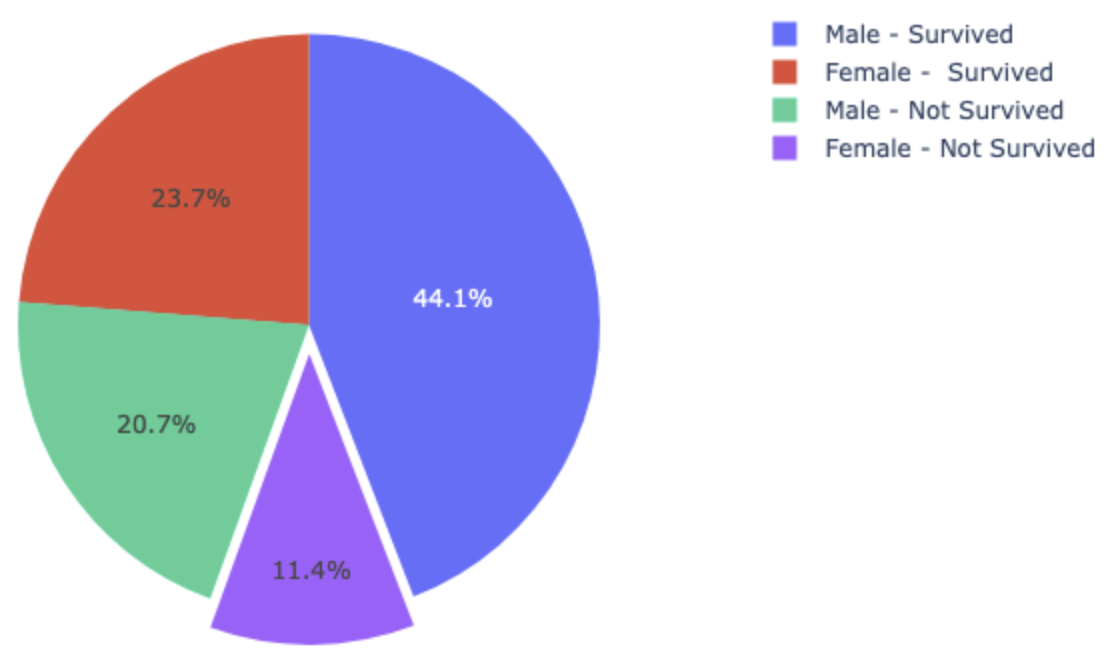 Male - Survived
Female -  Survived
Male - Not Survived
Female - Not Survived
23.7%
44.1%
20.7%
11.4%